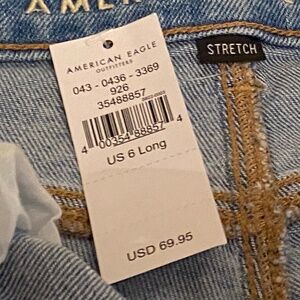 AMER
STRETCH
AMERICAN EAGLE
OUTFITTERS
043 - 0436 - 3369
926
35488857
4 00354 88857 4
US 6 Long
USD 69.95